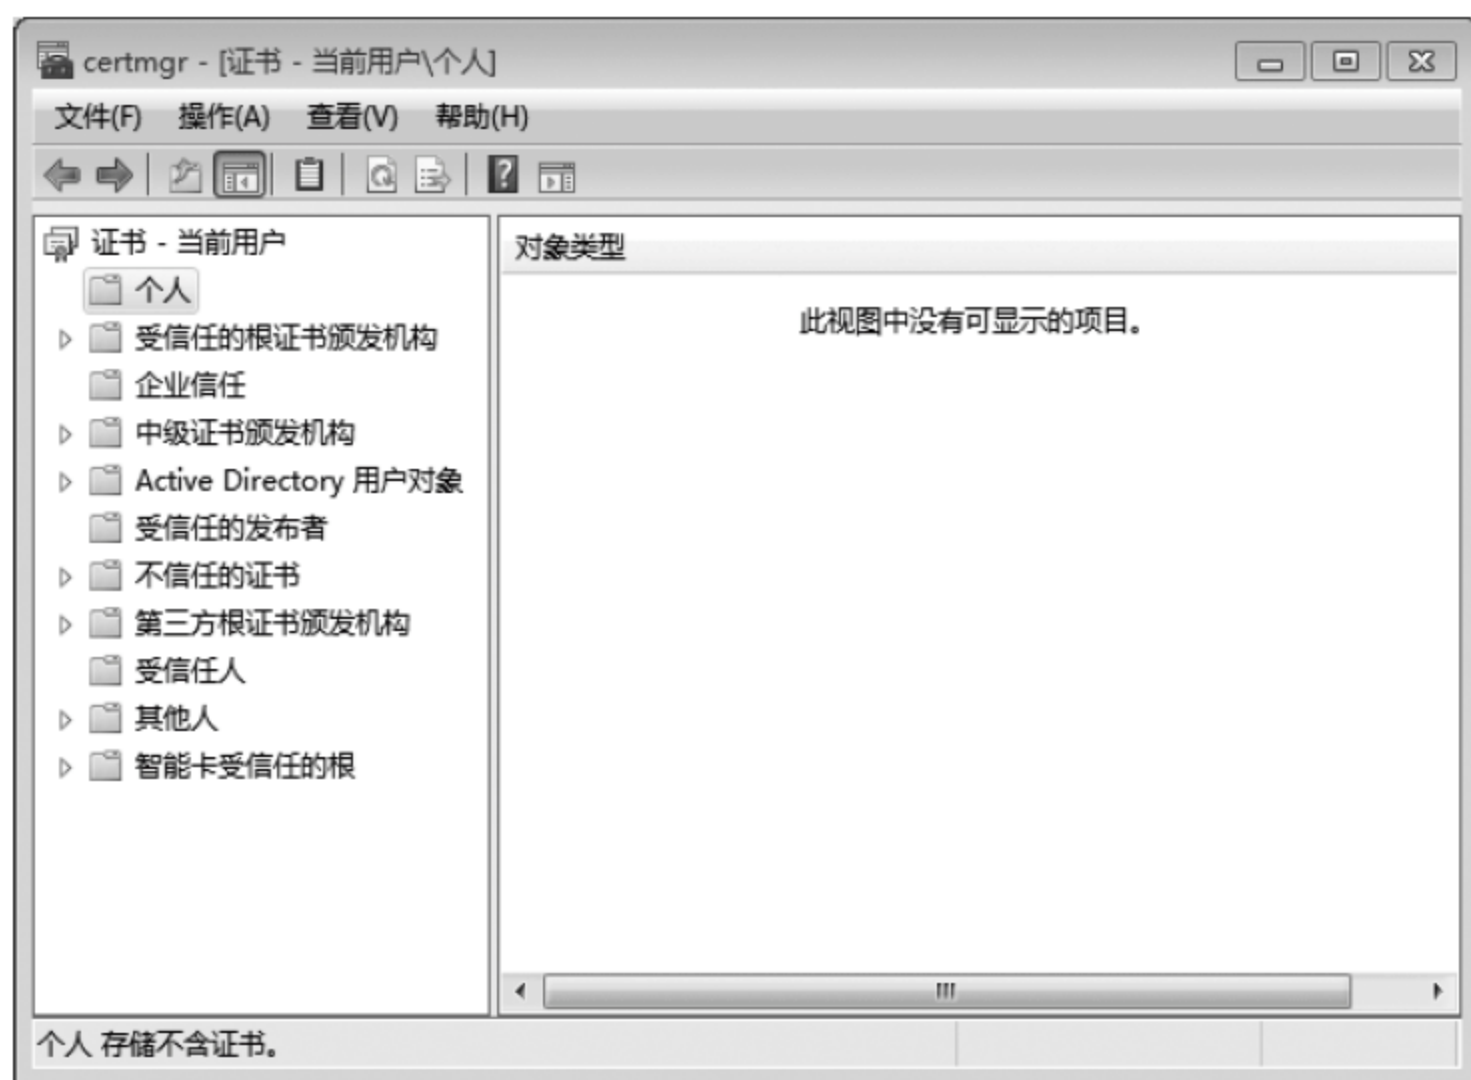 certmgr - [证书 - 当前用户\个人]
文件(F) 操作(A) 查看(V) 帮助(H)
证书 - 当前用户
个人
受信任的根证书颁发机构
企业信任
中级证书颁发机构
Active Directory 用户对象
受信任的发布者
不信任的证书
第三方根证书颁发机构
受信任人
其他人
智能卡受信任的根
对象类型
此视图中没有可显示的项目。
个人 存储不含证书。